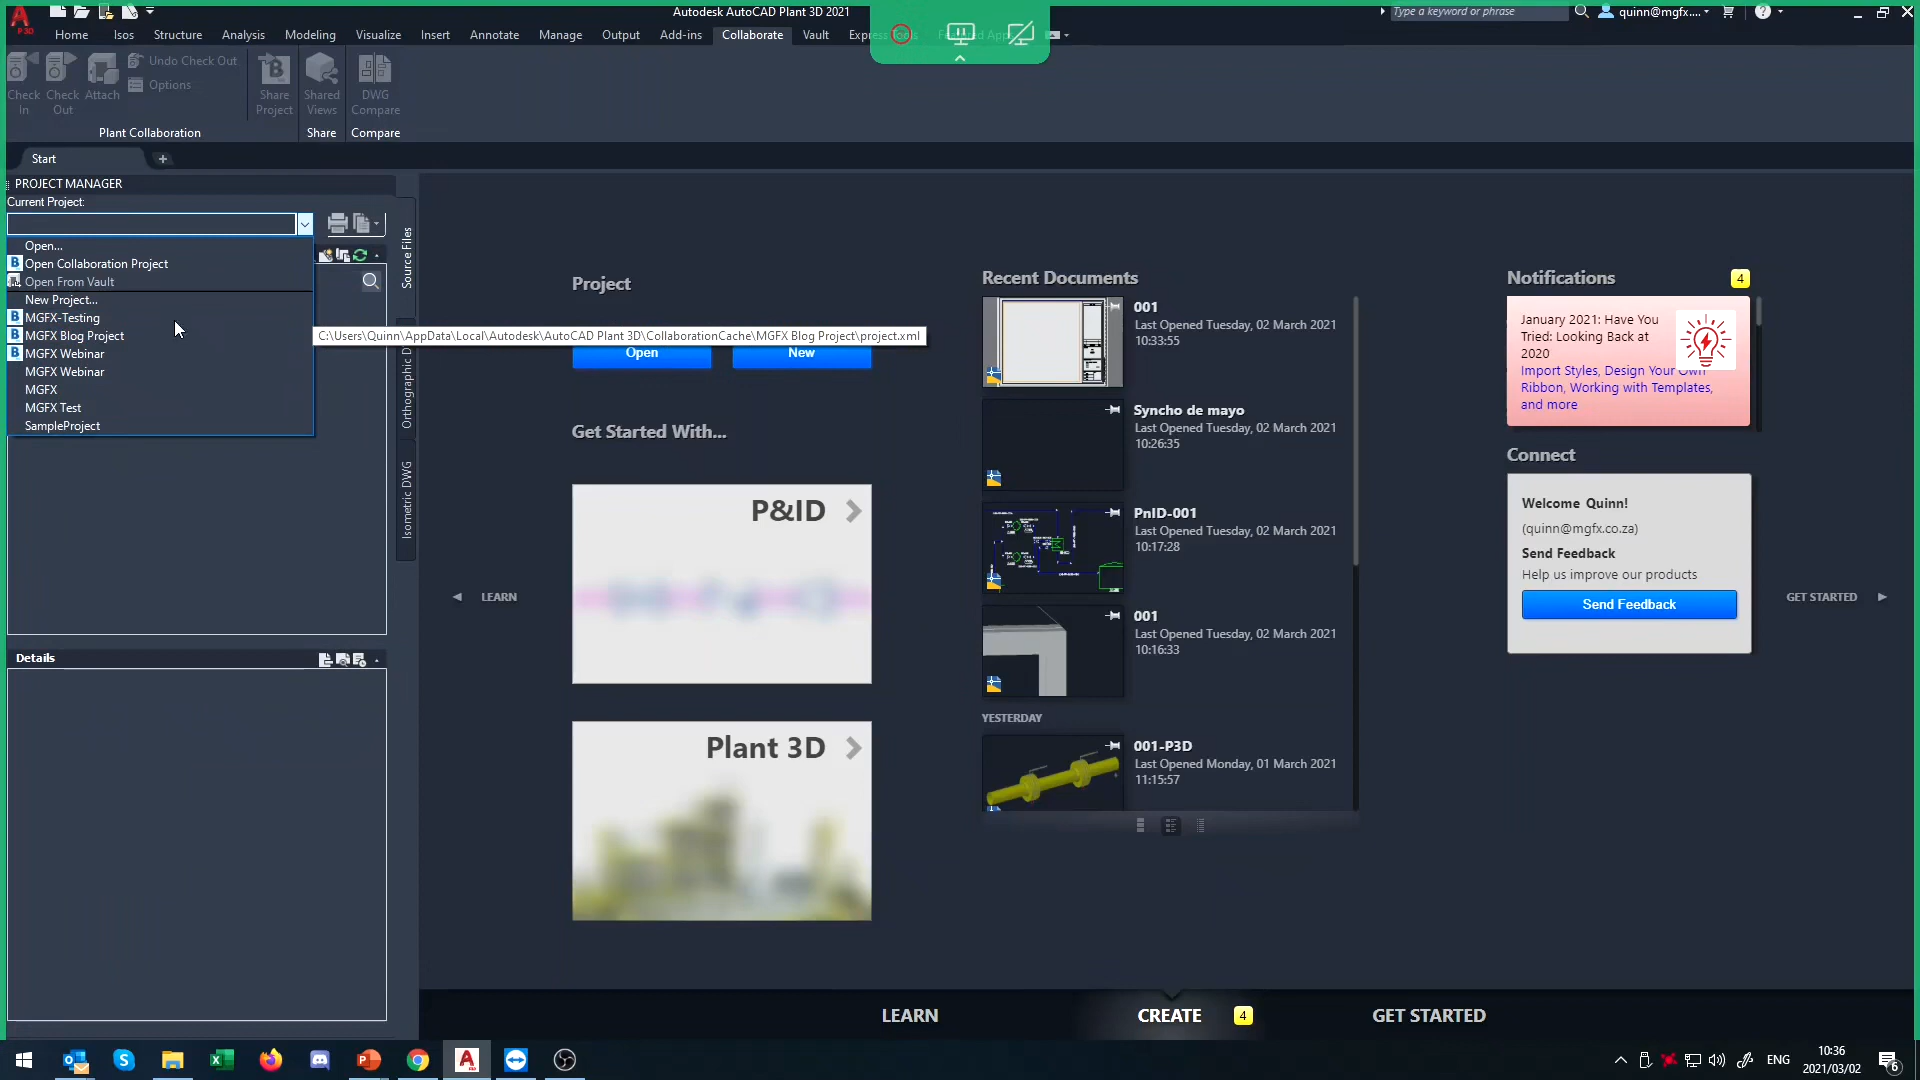 Autodesk AutoCAD Plant 3D 2021
Type a keyword or phrase
quinn@mgfx....
Home
Isos
Structure
Analysis
Modeling
Visualize
Insert
Annotate
Manage
Output
Add-ins
Collaborate
Vault
Express Tools
Check
In
Check
Out
Attach
Undo Check Out
Options
Share
Project
Shared
Views
DWG
Compare
Plant Collaboration
Share
Compare
Start
PROJECT MANAGER
Current Project:
Open...
Open Collaboration Project
Open From Vault
New Project...
MGFX-Testing
MGFX Blog Project
MGFX Webinar
MGFX Webinar
MGFX
MGFX Test
SampleProject
C:\Users\Quinn\AppData\Local\Autodesk\AutoCAD Plant 3D\CollaborationCache\MGFX Blog Project\project.xml
Source Files
Orthographic D
Isometric DWG
Details
Project
Open
New
Get Started With...
P&ID
Plant 3D
LEARN
Recent Documents
001
Last Opened Tuesday, 02 March 2021
10:33:55
Syncho de mayo
Last Opened Tuesday, 02 March 2021
10:26:35
PnID-001
Last Opened Tuesday, 02 March 2021
10:17:28
001
Last Opened Tuesday, 02 March 2021
10:16:33
YESTERDAY
001-P3D
Last Opened Monday, 01 March 2021
11:15:57
Notifications
4
January 2021: Have You
Tried: Looking Back at
2020
Import Styles, Design Your Own
Ribbon, Working with Templates,
and more
Connect
Welcome Quinn!
(quinn@mgfx.co.za)
Send Feedback
Help us improve our products
Send Feedback
GET STARTED
LEARN
CREATE
4
GET STARTED
ENG
10:36
2021/03/02
6